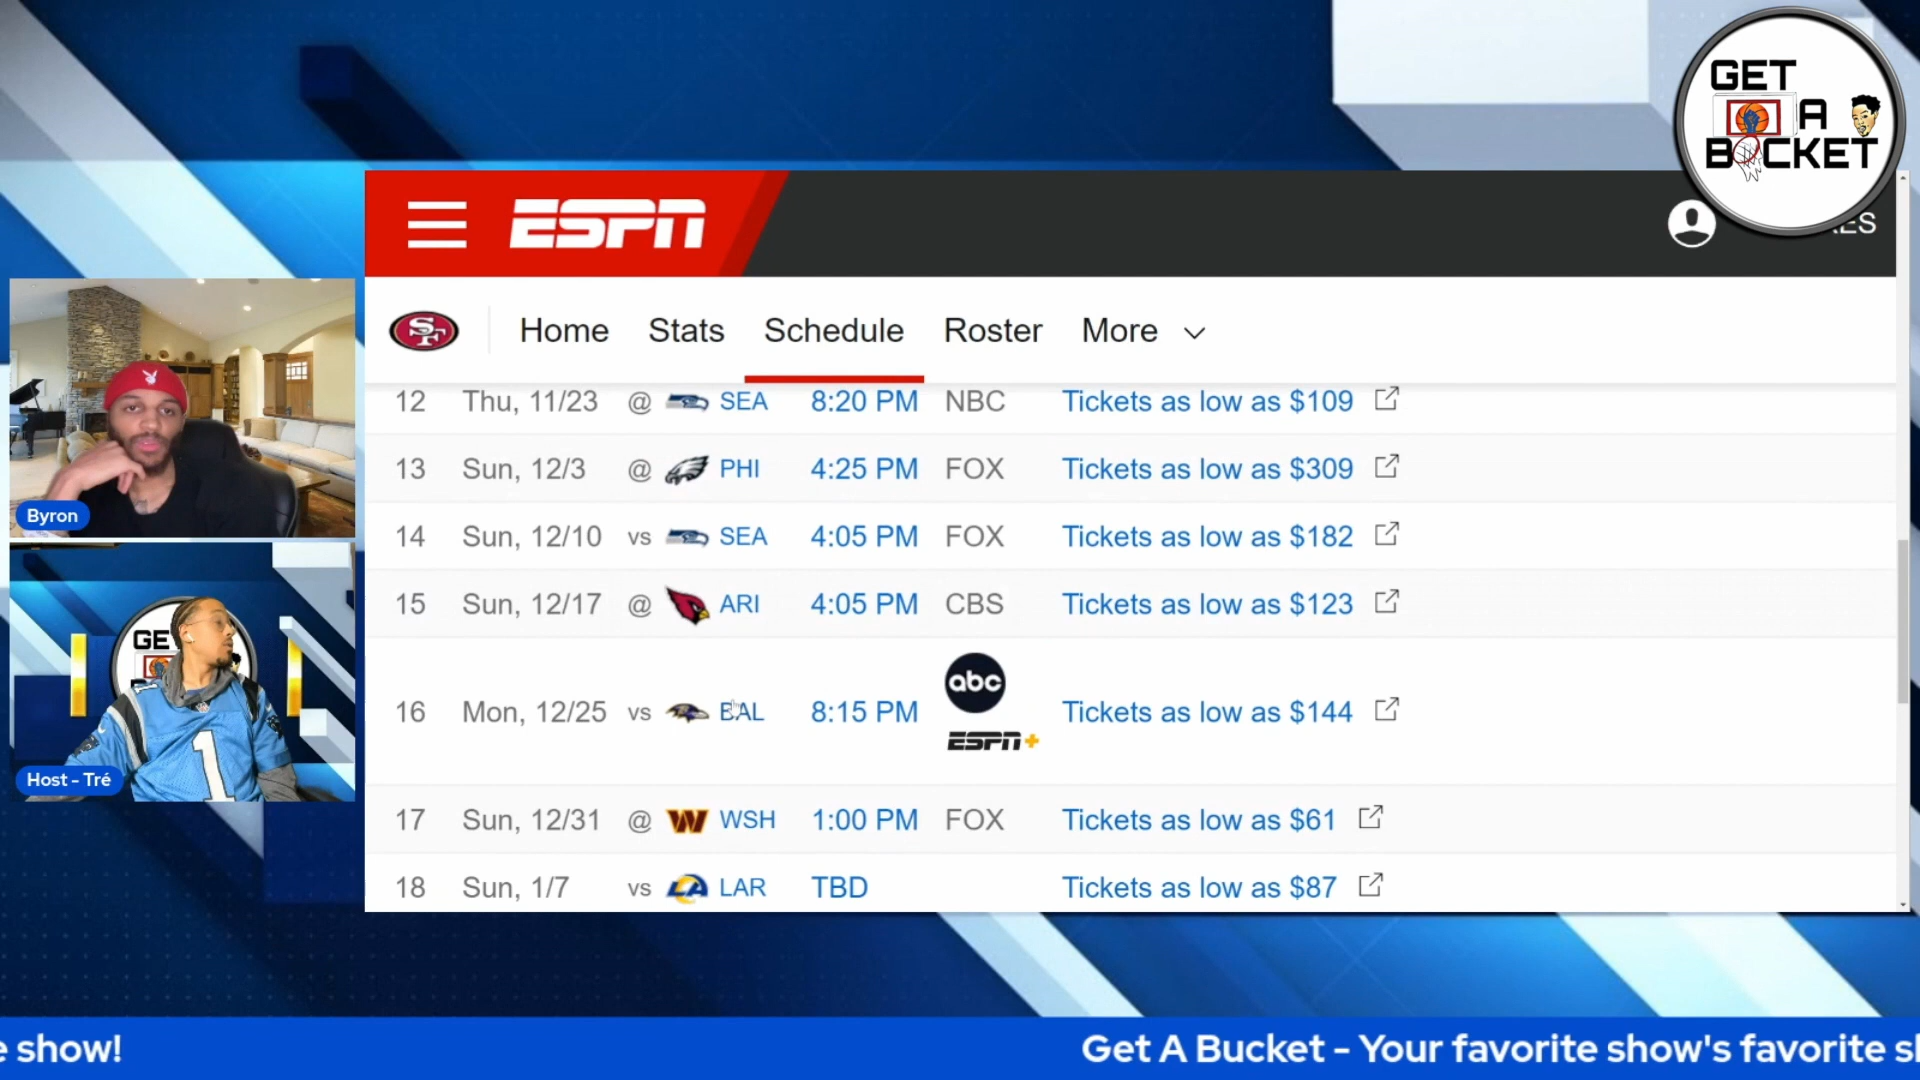 GET
A
BUCKET
ESPN
ES
SF
Home Stats Schedule Roster More
12 Thu, 11/23 @ SEA 8:20 PM NBC Tickets as low as $109
13 Sun, 12/3 @ PHI 4:25 PM FOX Tickets as low as $309
14 Sun, 12/10 vs SEA 4:05 PM FOX Tickets as low as $182
15 Sun, 12/17 @ ARI 4:05 PM CBS Tickets as low as $123
abc
16 Mon, 12/25 vs BAL 8:15 PM Tickets as low as $144
ESPN+
17 Sun, 12/31 @ W WSH 1:00 PM FOX Tickets as low as $61
18 Sun, 1/7 vs LA LAR TBD Tickets as low as $87
Byron
GE
1
Host - Tré
e show! Get A Bucket - Your favorite show's favorite s